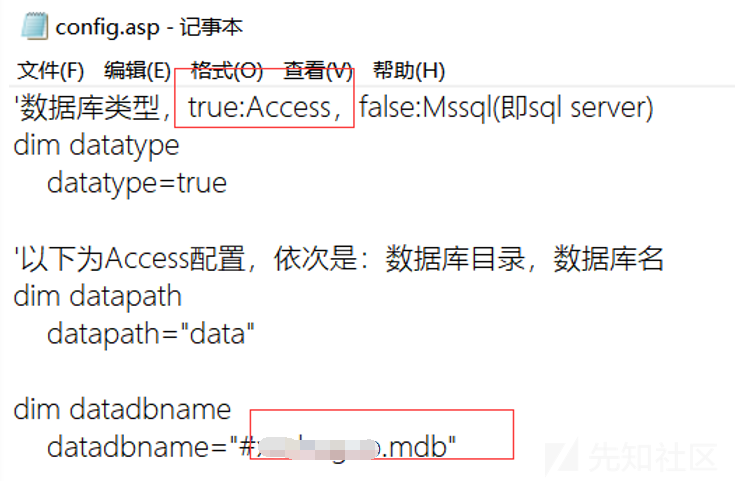 config.asp - 记事本
文件(F) 编辑(E) 格式(O) 查看(V) 帮助(H)
'数据库类型，true:Access，false:Mssql(即sql server)
dim datatype
datatype=true
'以下为Access配置，依次是：数据库目录，数据库名
dim datapath
datapath="data"
dim datadbname
datadbname="# .mdb"
先知社区